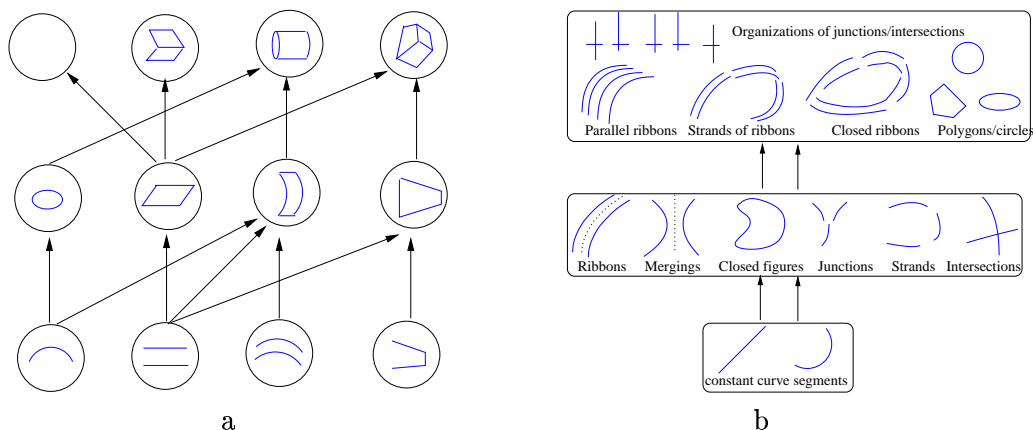 Organizations of junctions/intersections
Parallel ribbons Strands of ribbons Closed ribbons Polygons/circles
Ribbons Mergings Closed figures Junctions Strands Intersections
constant curve segments
a b